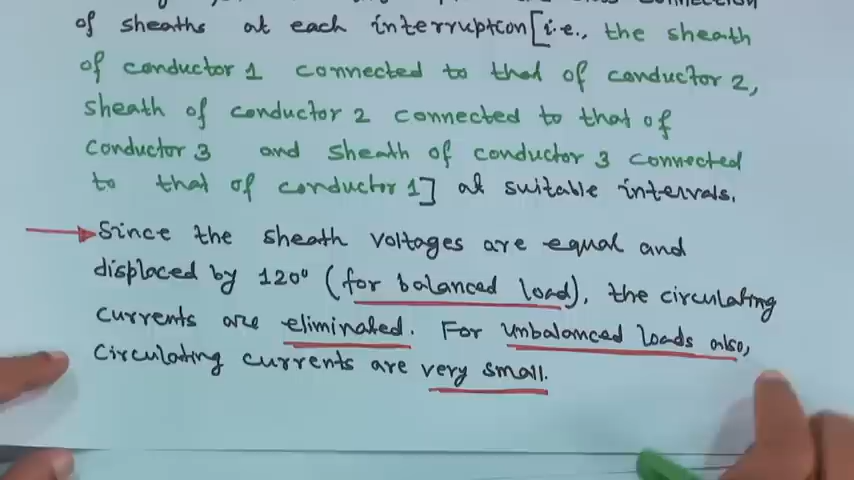 of sheaths at each interruption [i.e., the sheath
of conductor 1 connected to that of conductor 2,
sheath of conductor 2 connected to that of
conductor 3 and sheath of conductor 3 connected
to that of conductor 1] at suitable intervals.
Since the sheath voltages are equal and
displaced by 120° (for balanced load), the circulating
currents are eliminated. For unbalanced loads also,
circulating currents are very small.